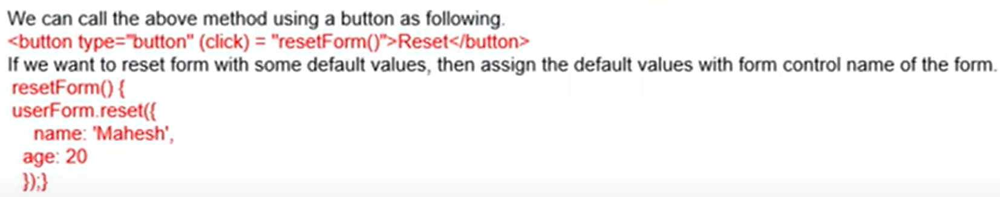 We can call the above method using a button as following.
<button type="button" (click) = "resetForm()">Reset</button>
If we want to reset form with some default values, then assign the default values with form control name of the form.
resetForm() {
userForm.reset({
name: 'Mahesh',
age: 20
});}